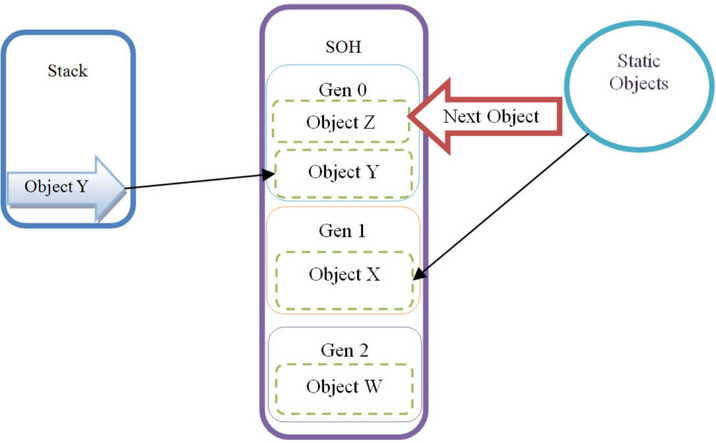 Stack
Object Y
SOH
Gen 0
Object Z
Object Y
Gen 1
Object X
Gen 2
Object W
Next Object
Static
Objects